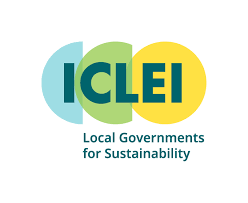 ICLEI
Local Governments
for Sustainability